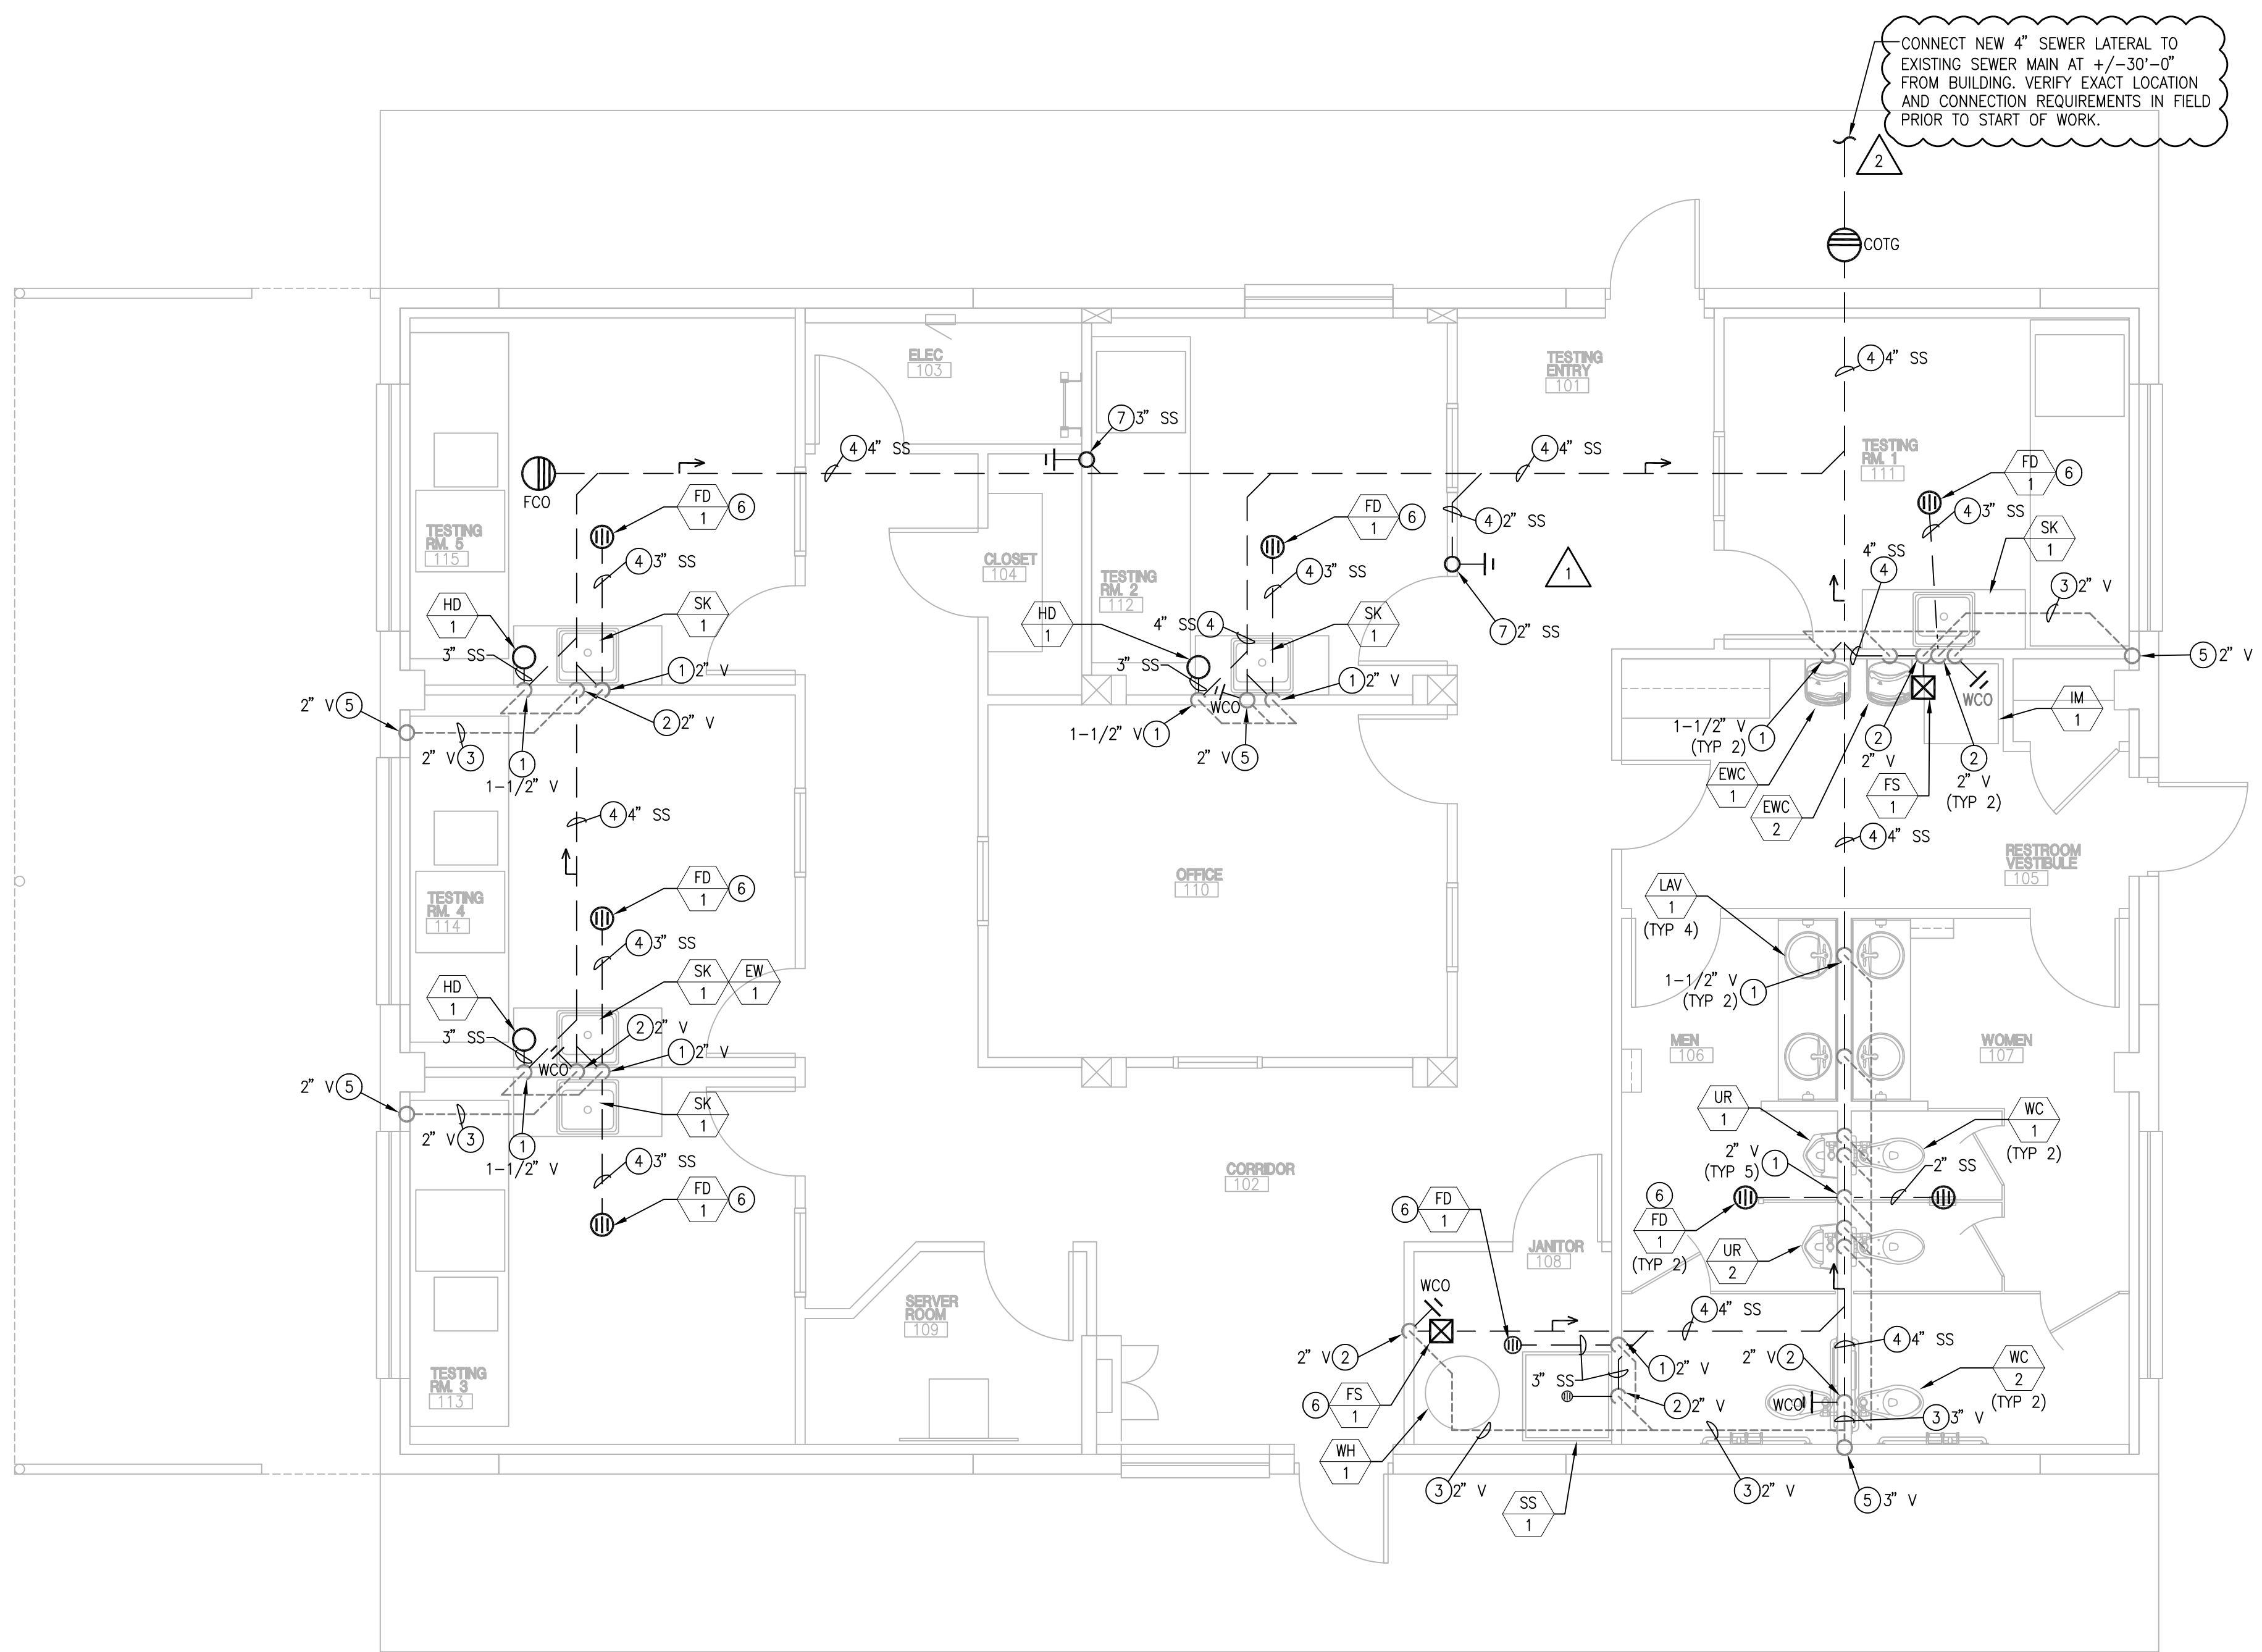 CONNECT NEW 4" SEWER LATERAL TO
EXISTING SEWER MAIN AT +/-30'-0"
FROM BUILDING. VERIFY EXACT LOCATION
AND CONNECTION REQUIREMENTS IN FIELD
PRIOR TO START OF WORK.
2
COTG
4 4" SS
ELEC
103
TESTING
ENTRY
101
7 3" SS
4 4" SS
4 4" SS
TESTING
RM. 1
111
FD
1
6
4 3" SS
SK
1
FCO
FD
1
6
TESTING
RM. 5
115
4 3" SS
FD
1
6
4 2" SS
CLOSET
104
TESTING
RM. 2
112
4 3" SS
1
4" SS
4
3 2" V
HD
1
SK
1
3" SS
HD
1
4" SS 4
SK
1
7 2" SS
3" SS
1 2" V
2 2" V
2" V 5
2" V 3
1
1-1/2" V
1 2" V
WCO
1-1/2" V 1
2" V 5
5 2" V
WCO
IM
1
1-1/2" V
(TYP 2)
1
2
2" V
2
2" V
(TYP 2)
EWC
1
EWC
2
FS
1
4 4" SS
4 4" SS
RESTROOM
VESTIBULE
105
OFFICE
110
FD
1
6
TESTING
RM. 4
114
4 3" SS
LAV
1
(TYP 4)
HD
1
SK
1
EW
1
1-1/2" V
(TYP 2)
1
3" SS
2 2" V
WCO
1 2" V
MEN
106
WOMEN
107
2" V 5
2" V 3
1
1-1/2" V
SK
1
UR
1
WC
1
(TYP 2)
4 3" SS
CORRIDOR
102
2" V
(TYP 5)
1
2" SS
FD
1
6
6
FD
1
6
FD
1
(TYP 2)
JANITOR
108
UR
2
SERVER
ROOM
109
WCO
4 4" SS
4 4" SS
2" V 2
1 2" V
2" V 2
WC
2
(TYP 2)
TESTING
RM. 3
113
3" SS
6
FS
1
2 2" V
WCO
3 3" V
WH
1
3 2" V
SS
1
3 2" V
5 3" V